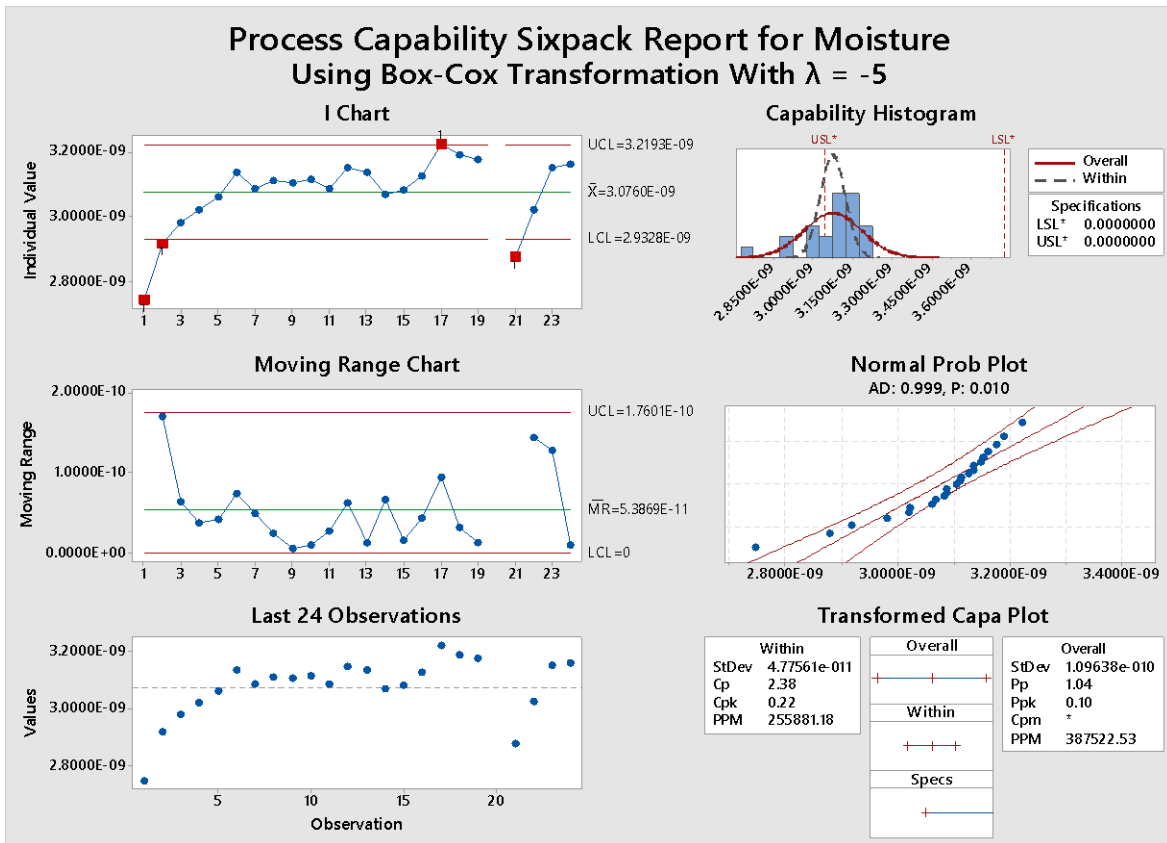 Process Capability Sixpack Report for Moisture
Using Box-Cox Transformation With λ = -5
I Chart
Individual Value
3.2000E-09
3.0000E-09
2.8000E-09
1
1
1
1
UCL=3.2193E-09
X̄=3.0760E-09
LCL=2.9328E-09
1 3 5 7 9 11 13 15 17 19 21 23
Capability Histogram
USL* LSL*
2.8500E-09 3.0000E-09 3.1500E-09 3.3000E-09 3.4500E-09 3.6000E-09
Overall
Within
Specifications
LSL* 0.0000000
USL* 0.0000000
Moving Range Chart
Moving Range
2.0000E-10
1.0000E-10
0.0000E+00
UCL=1.7601E-10
M̅R̅=5.3869E-11
LCL=0
1 3 5 7 9 11 13 15 17 19 21 23
Normal Prob Plot
AD: 0.999, P: 0.010
2.8000E-09 3.0000E-09 3.2000E-09 3.4000E-09
Last 24 Observations
Values
3.2000E-09
3.0000E-09
2.8000E-09
5 10 15 20
Observation
Transformed Capa Plot
Within
StDev 4.77561e-011
Cp 2.38
Cpk 0.22
PPM 255881.18
Overall
Within
Specs
Overall
StDev 1.09638e-010
Pp 1.04
Ppk 0.10
Cpm *
PPM 387522.53